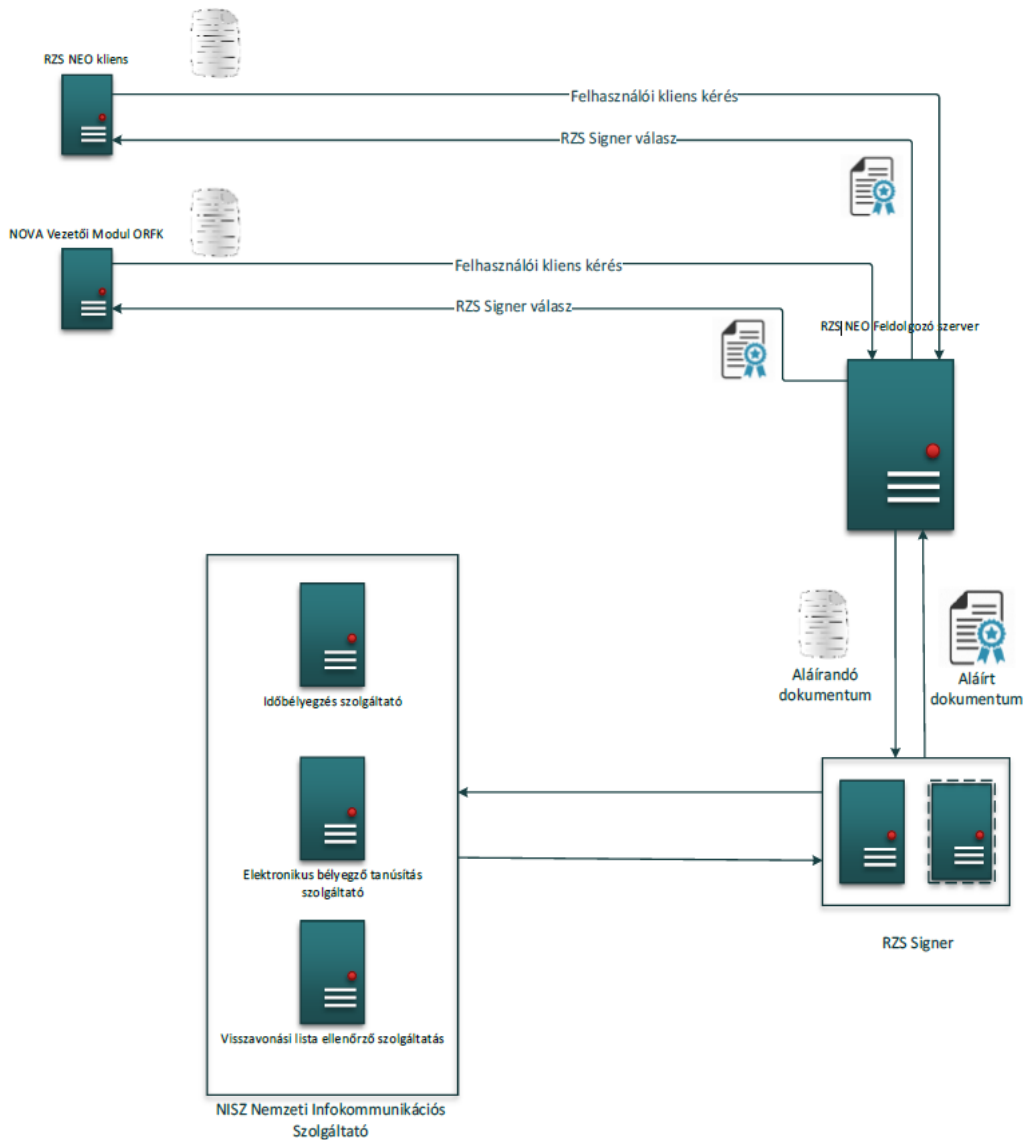 RZS NEO kliens
Felhasználói kliens kérés
RZS Signer válasz
NOVA Vezetői Modul ORFK
Felhasználói kliens kérés
RZS Signer válasz
RZS NEO Feldolgozó szerver
Időbélyegzés szolgáltató
Aláírandó
dokumentum
Aláírt
dokumentum
Elektronikus bélyegző tanúsítás
szolgáltató
Visszavonási lista ellenőrző szolgáltatás
RZS Signer
NISZ Nemzeti Infokommunikációs
Szolgáltató